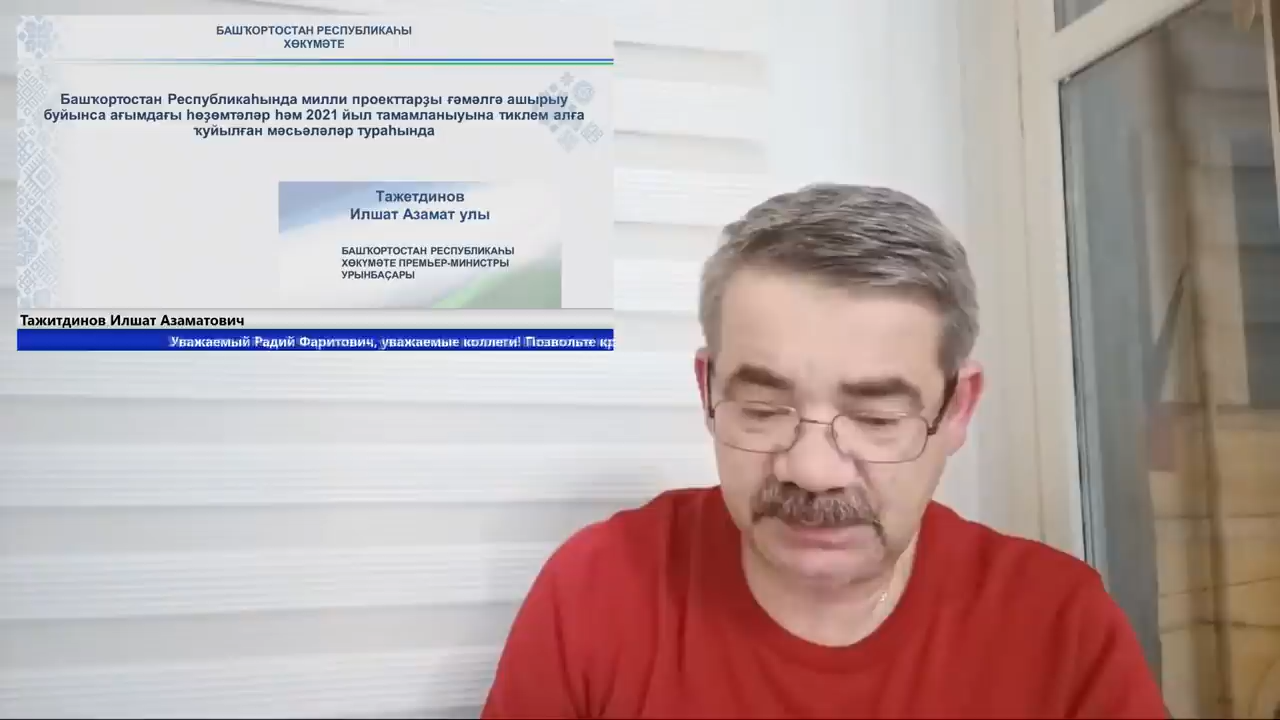 БАШҠОРТОСТАН РЕСПУБЛИКАҺЫ
ХӨКҮМӘТЕ
Башҡортостан Республикаһында милли проекттарҙы ғәмәлгә ашырыу
буйынса ағымдағы һөҙөмтәләр һәм 2021 йыл тамамланыуына тиклем алға
ҡуйылған мәсьәләләр тураһында
Тажетдинов
Илшат Азамат улы
БАШҠОРТОСТАН РЕСПУБЛИКАҺЫ
ХӨКҮМӘТЕ ПРЕМЬЕР-МИНИСТРЫ
УРЫНБАҪАРЫ
Тажитдинов Илшат Азаматович
Уважаемый Радий Фаритович, уважаемые коллеги! Позвольте кр